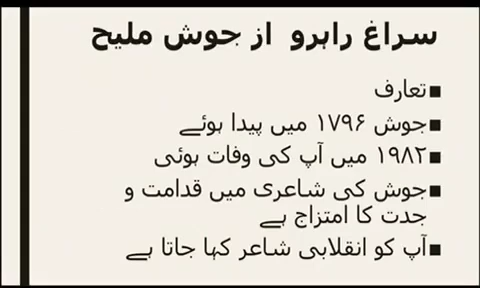 سراغ راہرو از جوش ملیح
■تعارف
■جوش ۱۷۹۶ میں پیدا ہوئے
■۱۹۸۲ میں آپ کی وفات ہوئی
■جوش کی شاعری میں قدامت و
جدت کا امتزاج ہے
■آپ کو انقلابی شاعر کہا جاتا ہے